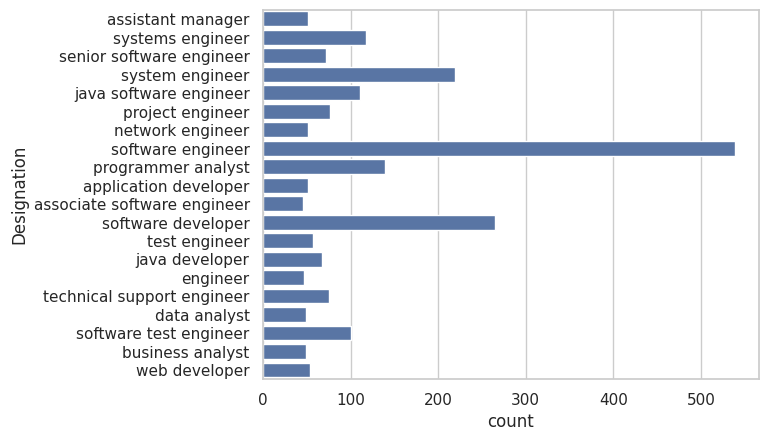 assistant manager
systems engineer
senior software engineer
system engineer
java software engineer
project engineer
network engineer
software engineer
programmer analyst
application developer
associate software engineer
software developer
test engineer
java developer
engineer
technical support engineer
data analyst
software test engineer
business analyst
web developer
Designation
0 100 200 300 400 500
count